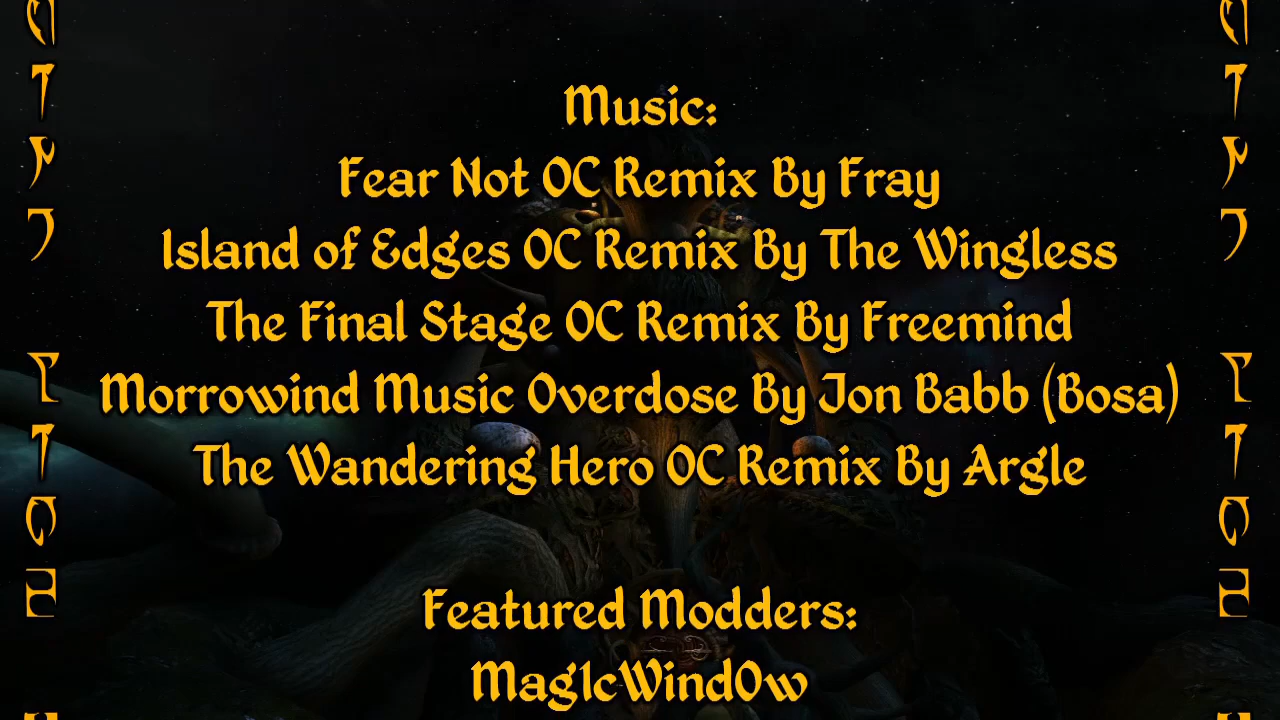 Music:
Fear Not OC Remix By Fray
Island of Edges OC Remix By The Wingless
The Final Stage OC Remix By Freemind
Morrowind Music Overdose By Jon Babb (Bosa)
The Wandering Hero OC Remix By Argle
Featured Modders:
Mag1cWind0w